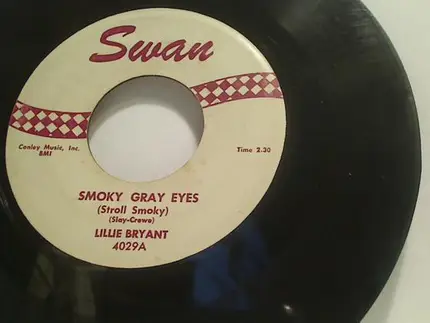 Swan
Conley Music, Inc.
BMI
Time 2.30
SMOKY GRAY EYES
(Stroll Smoky)
(Slay-Crewe)
LILLIE BRYANT
4029A